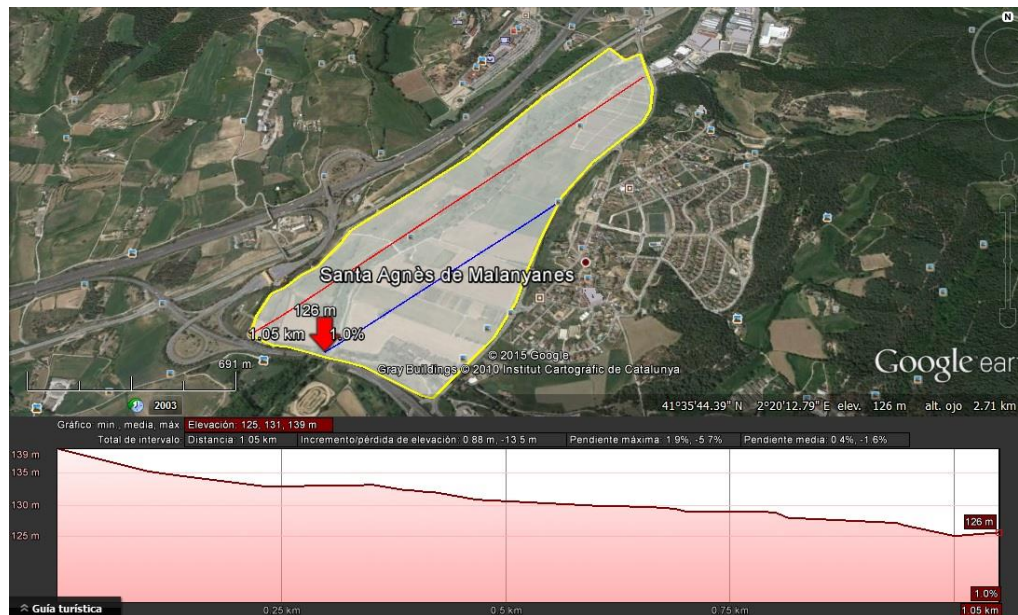 N
Santa Agnès de Malanyanes
126 m
1.05 km 1.0%
691 m
© 2015 Google
Gray Buildings © 2010 Institut Cartogràfic de Catalunya
Google ear
2003
41°35'44.39" N 2°20'12.79" E elev. 126 m alt. ojo 2.71 km
Gráfico: mín., media, máx. Elevación: 125, 131, 139 m
Total de intervalo: Distancia: 1.05 km Incremento/pérdida de elevación: 0.88 m, -13.5 m Pendiente máxima: 1.9%, -5.7% Pendiente media: 0.4%, -1.6%
139 m
135 m
130 m
125 m
126 m
1.0%
Guía turística 0.25 km 0.5 km 0.75 km 1.05 km